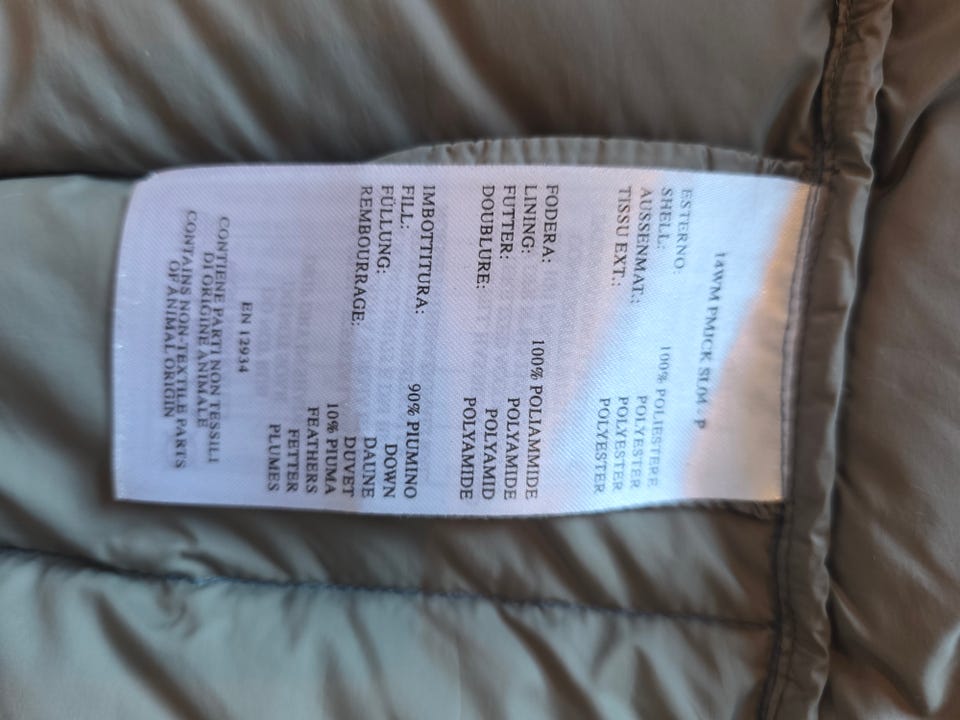 14WM PMJCK SL04 - P
ESTERNO: 100% POLIESTERE
SHELL: POLYESTER
AUSSENMAT.: POLYESTER
TISSU EXT.: POLYESTER
FODERA: 100% POLIAMMIDE
LINING: POLYAMIDE
FUTTER: POLYAMID
DOUBLURE: POLYAMIDE
IMBOTTITURA: 90% PIUMINO
FILL: DOWN
FÜLLUNG: DUVET
REMBOURRAGE: DAUNE
10% PIUMA
FEATHERS
FETTER
PLUMES
EN 12934
CONTIENE PARTI NON TESSILI
DI ORIGINE ANIMALE
CONTAINS NON-TEXTILE PARTS
OF ANIMAL ORIGIN